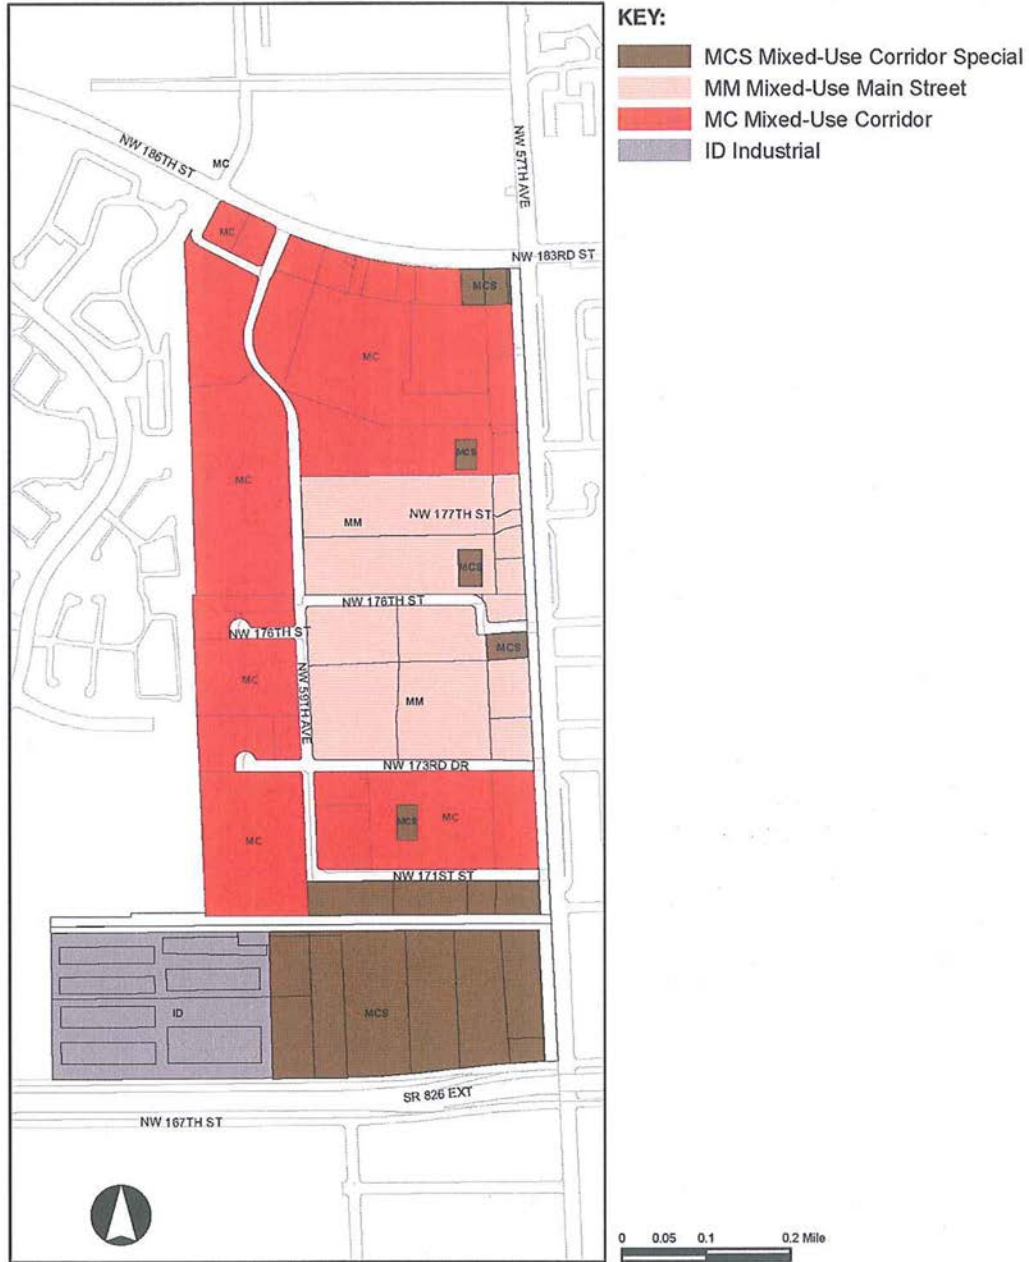 KEY:
MCS Mixed-Use Corridor Special
MM Mixed-Use Main Street
MC Mixed-Use Corridor
ID Industrial
NW 186TH ST
MC
NW 57TH AVE
MC
NW 183RD ST
MCS
MC
MCS
MC
MM
NW 177TH ST
MCS
NW 176TH ST
NW 176TH ST
MCS
MC
NW 59TH AVE
MM
NW 173RD DR
MCS
MC
MC
NW 171ST ST
ID
MCS
SR 826 EXT
NW 167TH ST
0 0.05 0.1 0.2 Mile